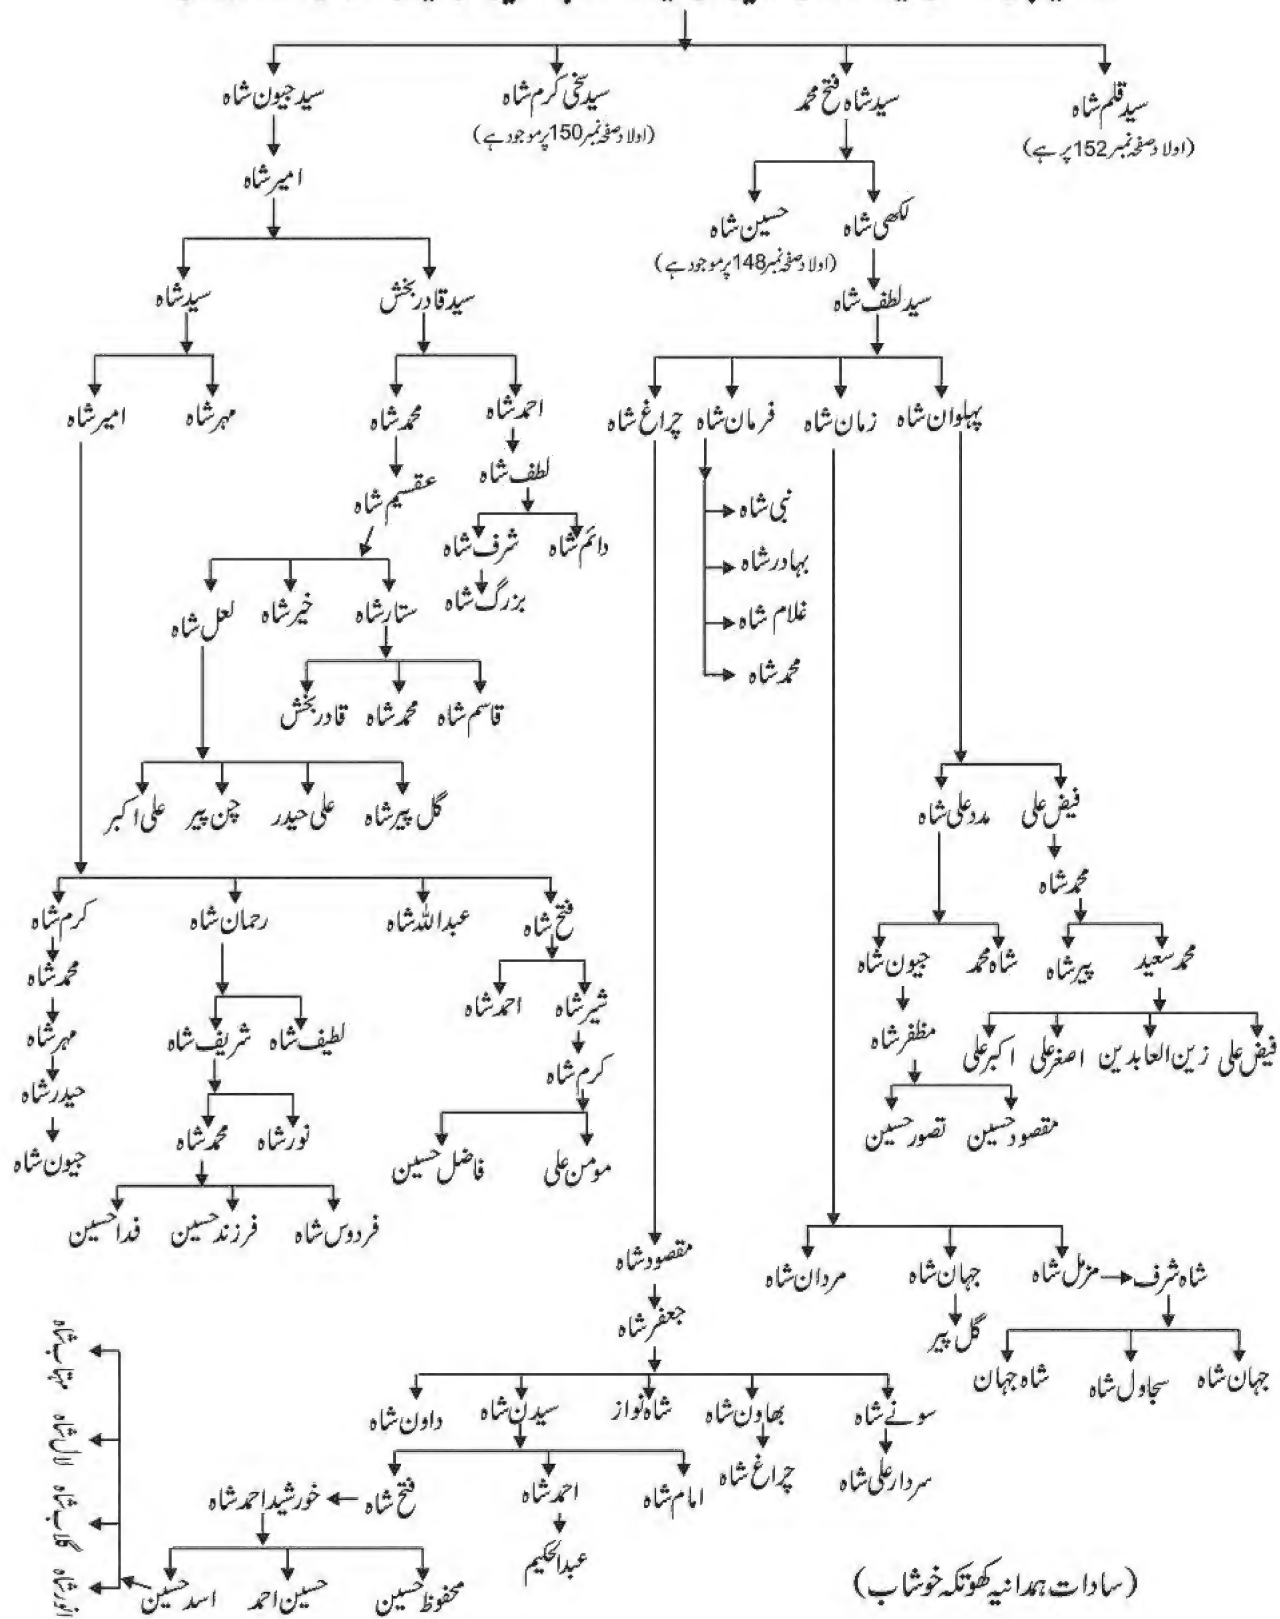 سید قلم شاہ سید شاہ فتح محمد سید سخی کرم شاہ سید جیون شاہ
(اولاد صفحہ نمبر 152 پر ہے) (اولاد صفحہ نمبر 150 پر موجود ہے)
امیر شاہ
لکھی شاہ حسین شاہ
(اولاد صفحہ نمبر 148 پر موجود ہے)
سید لطف شاہ سید قادر بخش سید شاہ
پہلوان شاہ زمان شاہ فرمان شاہ چراغ شاہ احمد شاہ محمد شاہ مہر شاہ امیر شاہ
لطف شاہ
عقسیم شاہ
نبی شاہ
دائم شاہ شرف شاہ
بہادر شاہ
بزرگ شاہ ستار شاہ خیر شاہ لعل شاہ
غلام شاہ
محمد شاہ
قاسم شاہ محمد شاہ قادر بخش
فیض علی مدد علی شاہ گل پیر شاہ علی حیدر چن پیر علی اکبر
محمد شاہ
فتح شاہ عبداللہ شاہ رحمان شاہ کرم شاہ
محمد سعید پیر شاہ شاہ محمد جیون شاہ محمد شاہ
شیر شاہ احمد شاہ
مظفر شاہ لطیف شاہ شریف شاہ مہر شاہ
فیض علی زین العابدین اصغر علی اکبر علی
کرم شاہ حیدر شاہ
مقصود حسین تصور حسین نور شاہ محمد شاہ
مومن علی فاضل حسین جیون شاہ
فردوس شاہ فرزند حسین فدا حسین
مقصود شاہ
شاہ شرف مزمل شاہ جہان شاہ مردان شاہ
جعفر شاہ
گل پیر
جہان شاہ سجاول شاہ شاہ جہان
سونے شاہ بھاون شاہ شاہ نواز سیدن شاہ داون شاہ
سردار علی شاہ چراغ شاہ
امام شاہ احمد شاہ فتح شاہ خورشید احمد شاہ
عبدالحکیم
محفوظ حسین حسین احمد اسد حسین
مہتاب شاہ لال شاہ گلاب شاہ انور شاہ
(سادات ہمدانیہ کھوتکہ خوشاب)